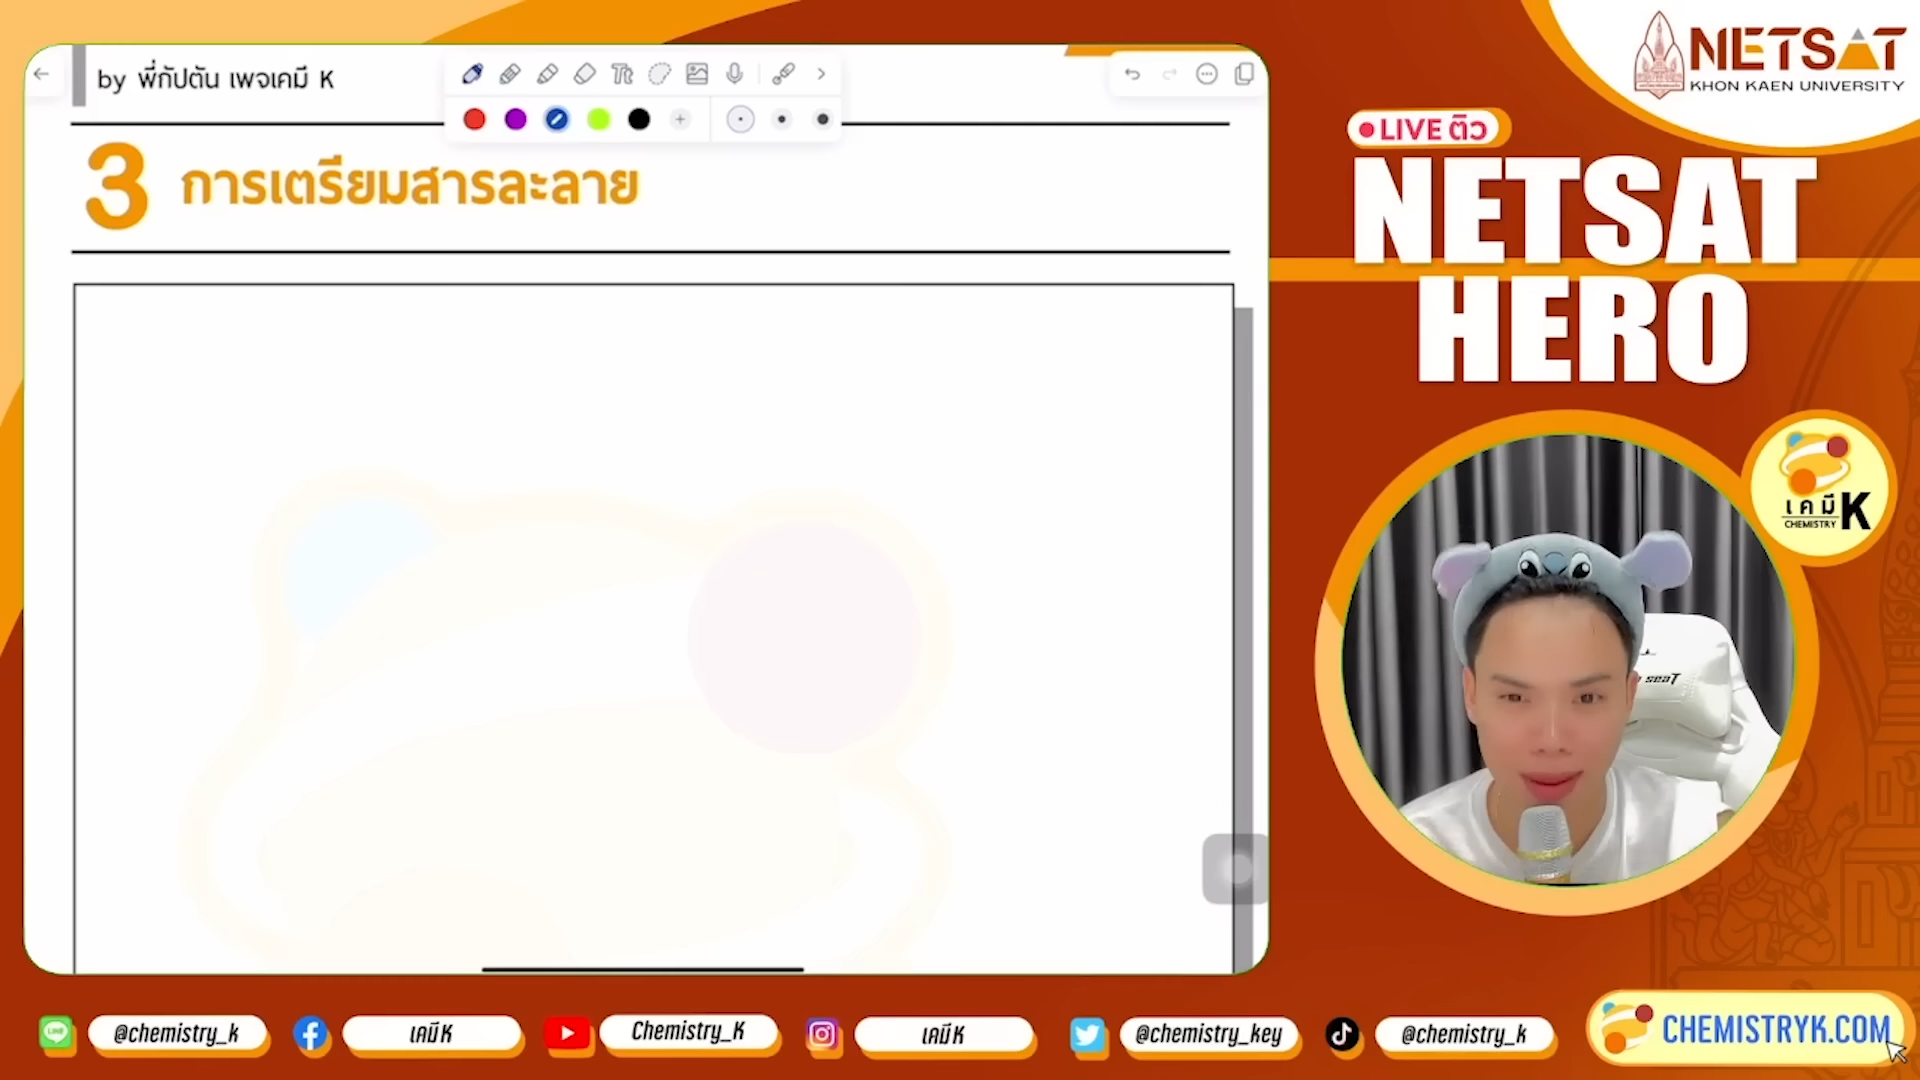 by พี่กัปตัน เพจเคมี K
3 การเตรียมสารละลาย
NETSAT
KHON KAEN UNIVERSITY
LIVE ติว
NETSAT
HERO
เคมี K
CHEMISTRY
seaT
LINE
@chemistry_k
เคมี K
Chemistry_K
เคมี K
@chemistry_key
@chemistry_k
CHEMISTRYK.COM